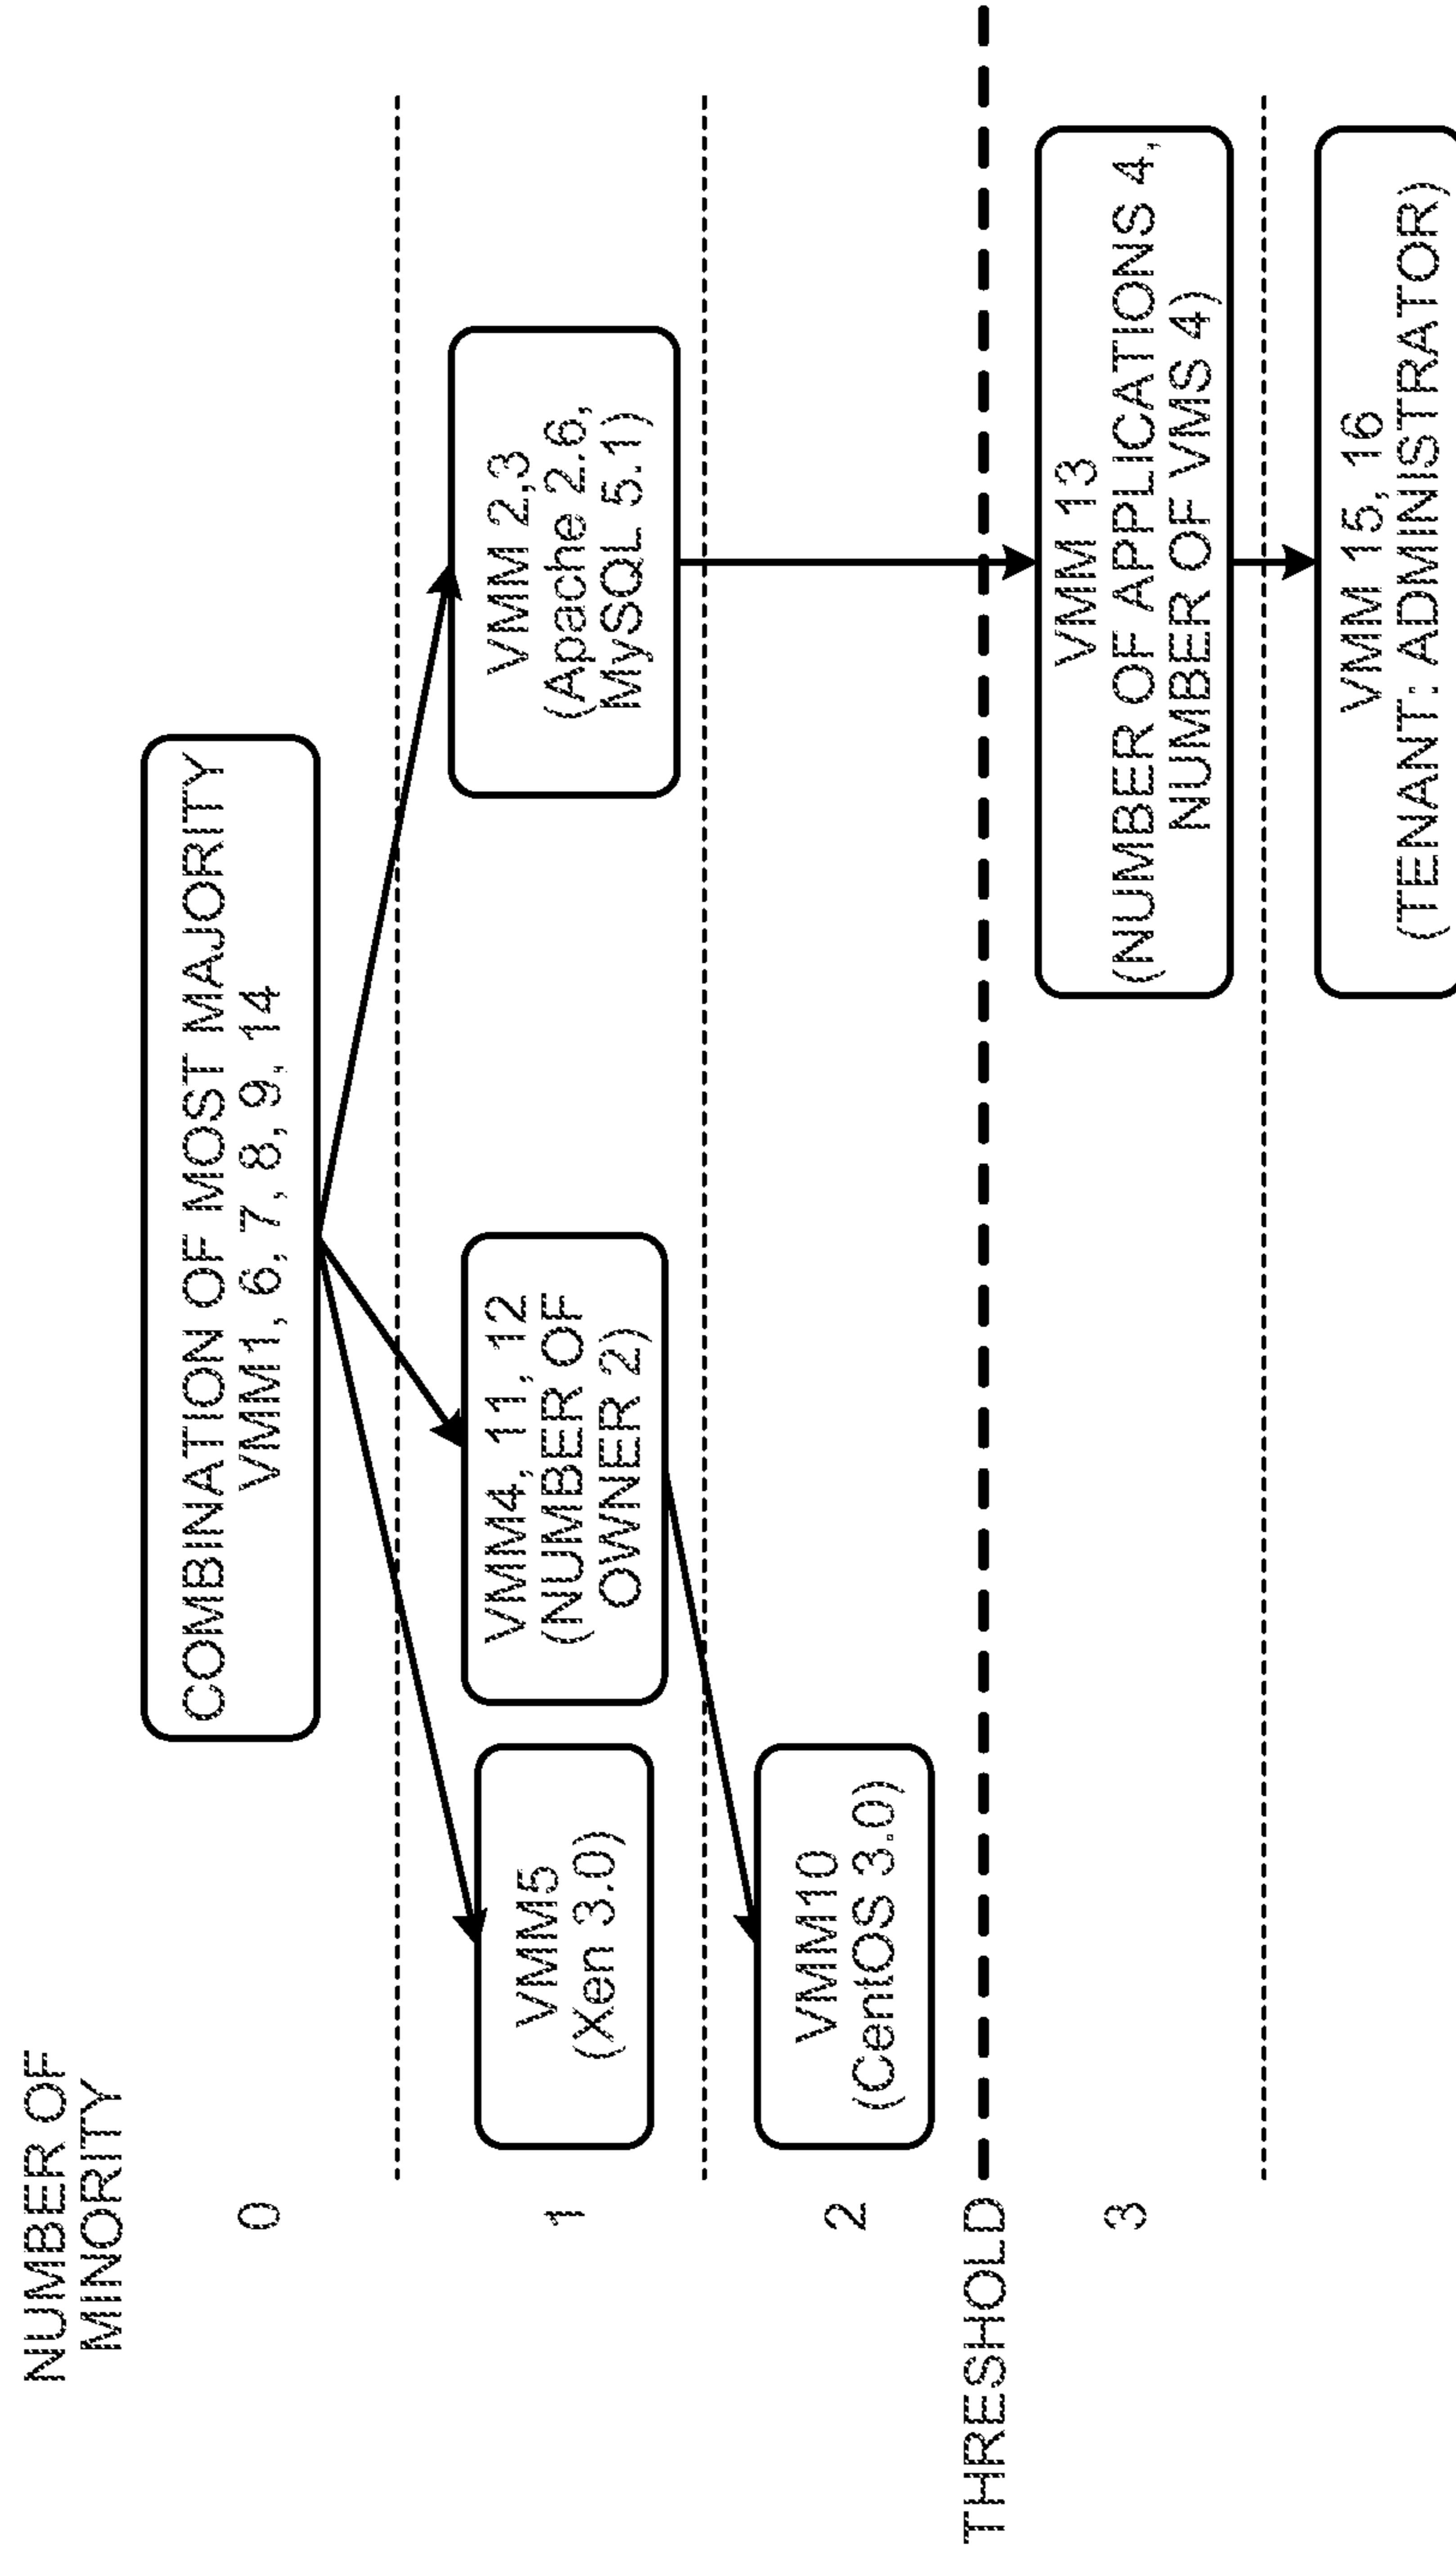 NUMBER OF
MINORITY
0
COMBINATION OF MOST MAJORITY
VMM1, 6, 7, 8, 9, 14
1
VMM5
(Xen 3.0)
VMM4, 11, 12
(NUMBER OF
OWNER 2)
VMM 2,3
(Apache 2.6,
MySQL 5.1)
2
VMM10
(CentOS 3.0)
THRESHOLD
3
VMM 13
(NUMBER OF APPLICATIONS 4,
NUMBER OF VMS 4)
VMM 15, 16
(TENANT: ADMINISTRATOR)